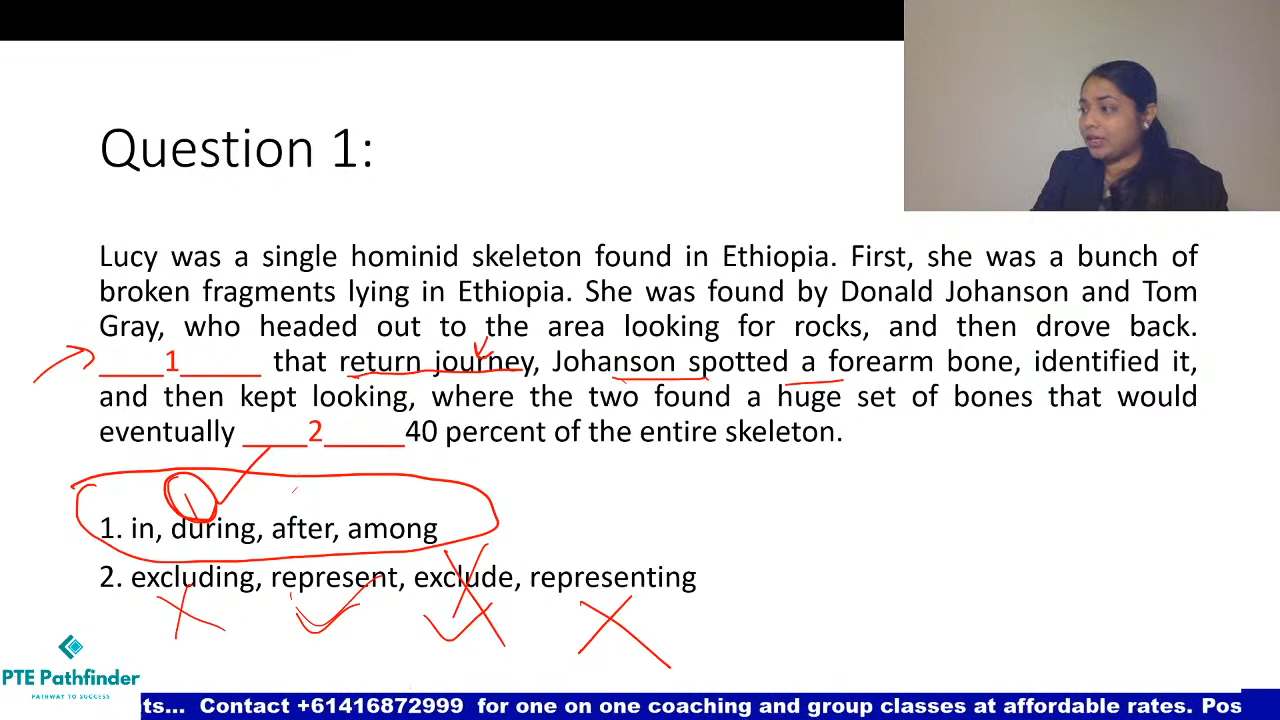 Question 1:
Lucy was a single hominid skeleton found in Ethiopia. First, she was a bunch of
broken fragments lying in Ethiopia. She was found by Donald Johanson and Tom
Gray, who headed out to the area looking for rocks, and then drove back.
____1______ that return journey, Johanson spotted a forearm bone, identified it,
and then kept looking, where the two found a huge set of bones that would
eventually ____2_____40 percent of the entire skeleton.
1. in, during, after, among
2. excluding, represent, exclude, representing
PTE Pathfinder
PATHWAY TO SUCCESS
ts... Contact +61416872999 for one on one coaching and group classes at affordable rates. Pos